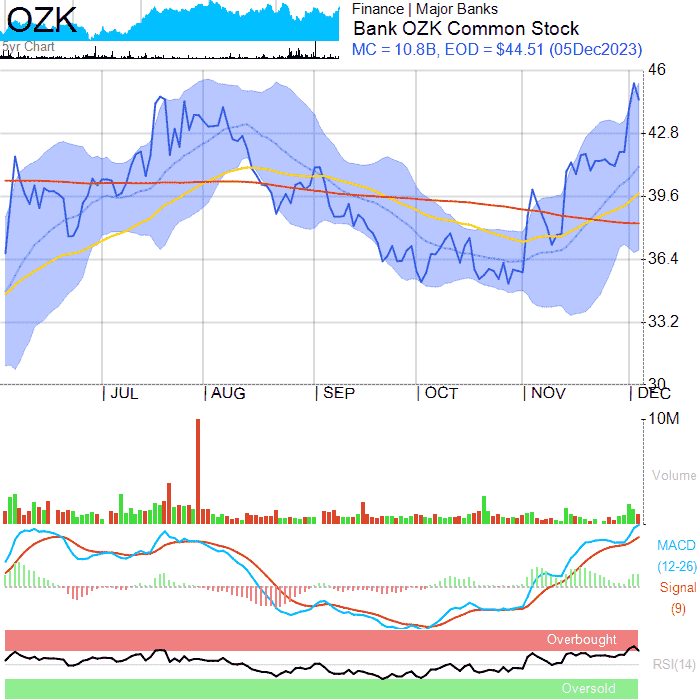 OZK
5yr Chart
Finance | Major Banks
Bank OZK Common Stock
MC = 10.8B, EOD = $44.51 (05Dec2023)
46
42.8
39.6
36.4
33.2
30
JUL
AUG
SEP
OCT
NOV
DEC
10M
Volume
MACD
(12-26)
Signal
(9)
Overbought
RSI(14)
Oversold